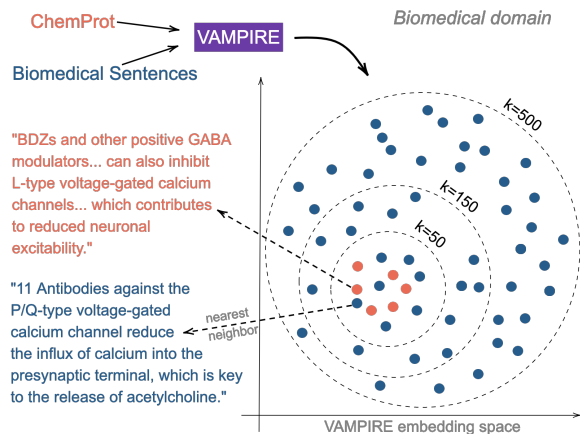 ChemProt
Biomedical domain
VAMPIRE
Biomedical Sentences
k=500
"BDZs and other positive GABA
modulators... can also inhibit
L-type voltage-gated calcium
channels... which contributes
to reduced neuronal
excitability."
k=150
k=50
"11 Antibodies against the
P/Q-type voltage-gated
calcium channel reduce
the influx of calcium into the
presynaptic terminal, which is key
to the release of acetylcholine."
nearest
neighbor
VAMPIRE embedding space